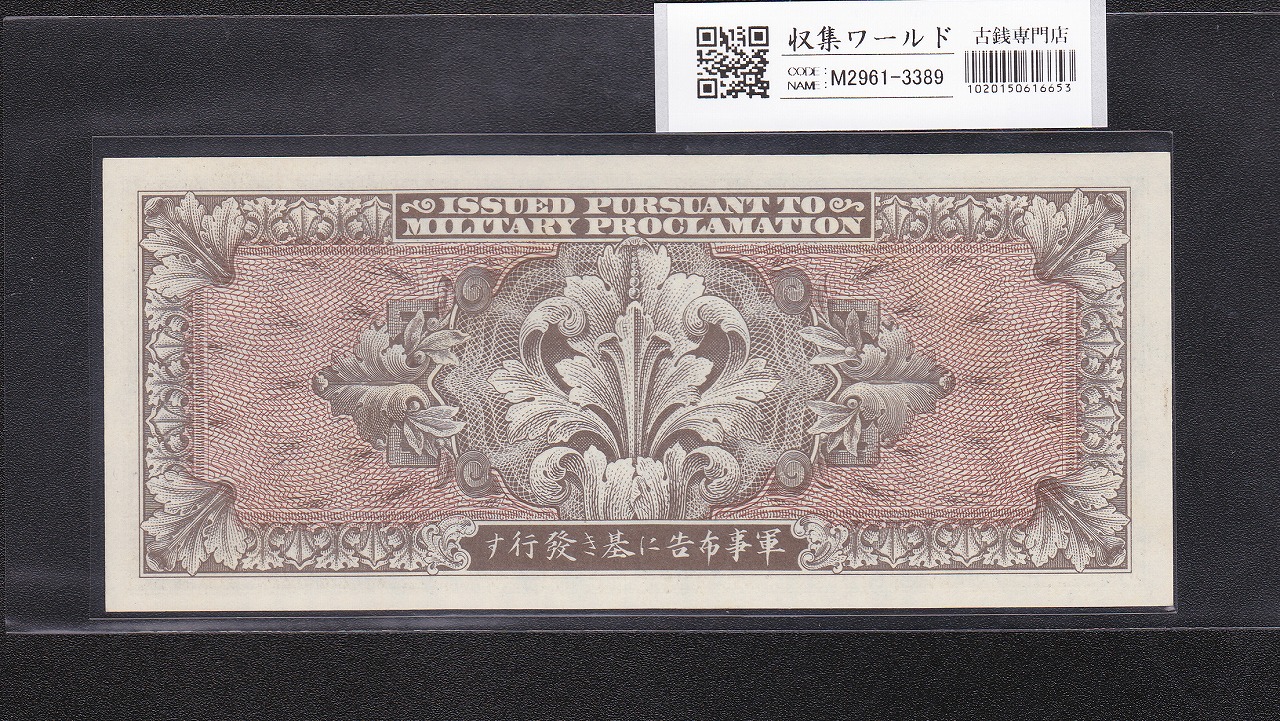 収集ワールド 古銭専門店
CODE:
NAME: M2961-3389
1020150616653
ISSUED PURSUANT TO
MILITARY PROCLAMATION
す行發き基に告布事軍